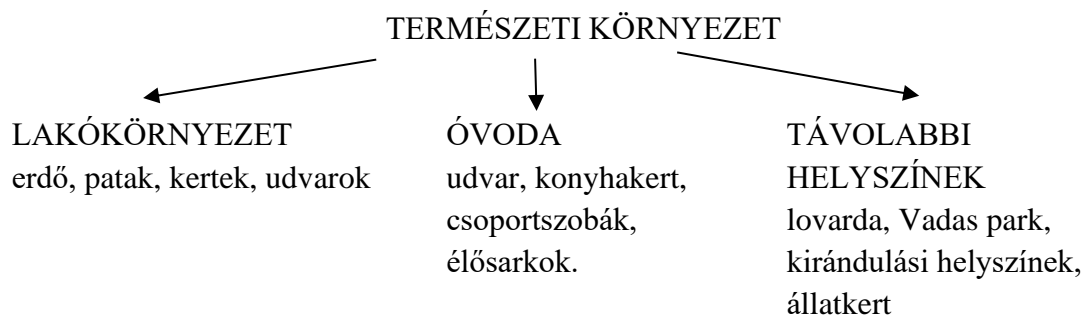 TERMÉSZETI KÖRNYEZET
LAKÓKÖRNYEZET
erdő, patak, kertek, udvarok
ÓVODA
udvar, konyhakert,
csoportszobák,
élősarkok.
TÁVOLABBI
HELYSZÍNEK
lovarda, Vadas park,
kirándulási helyszínek,
állatkert